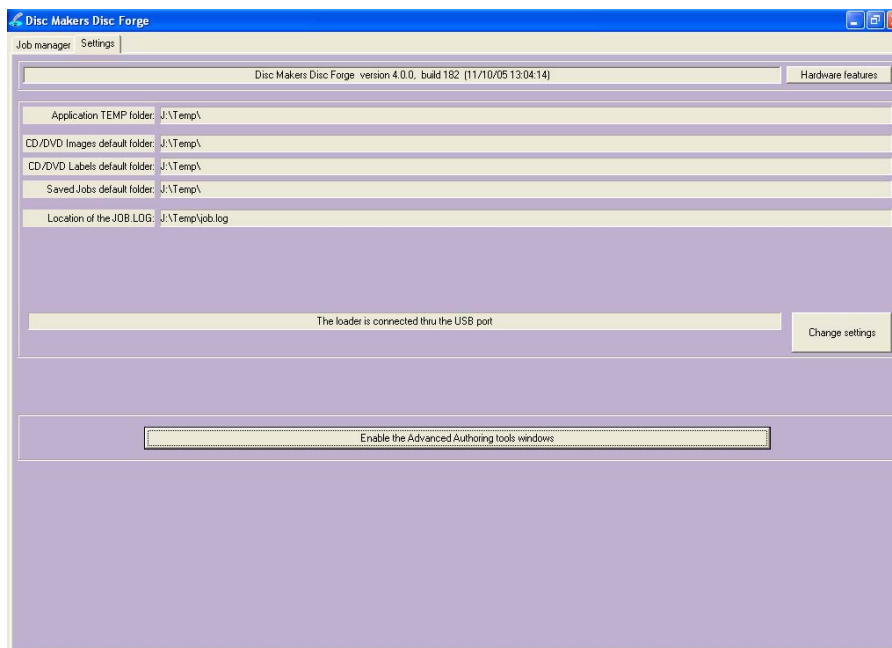 Disc Makers Disc Forge
Job manager Settings
Disc Makers Disc Forge version 4.0.0, build 182 (11/10/05 13:04:14) Hardware features
Application TEMP folder: J:\Temp\
CD/DVD Images default folder: J:\Temp\
CD/DVD Labels default folder: J:\Temp\
Saved Jobs default folder: J:\Temp\
Location of the JOB.LOG: J:\Temp\job.log
The loader is connected thru the USB port
Change settings
Enable the Advanced Authoring tools windows